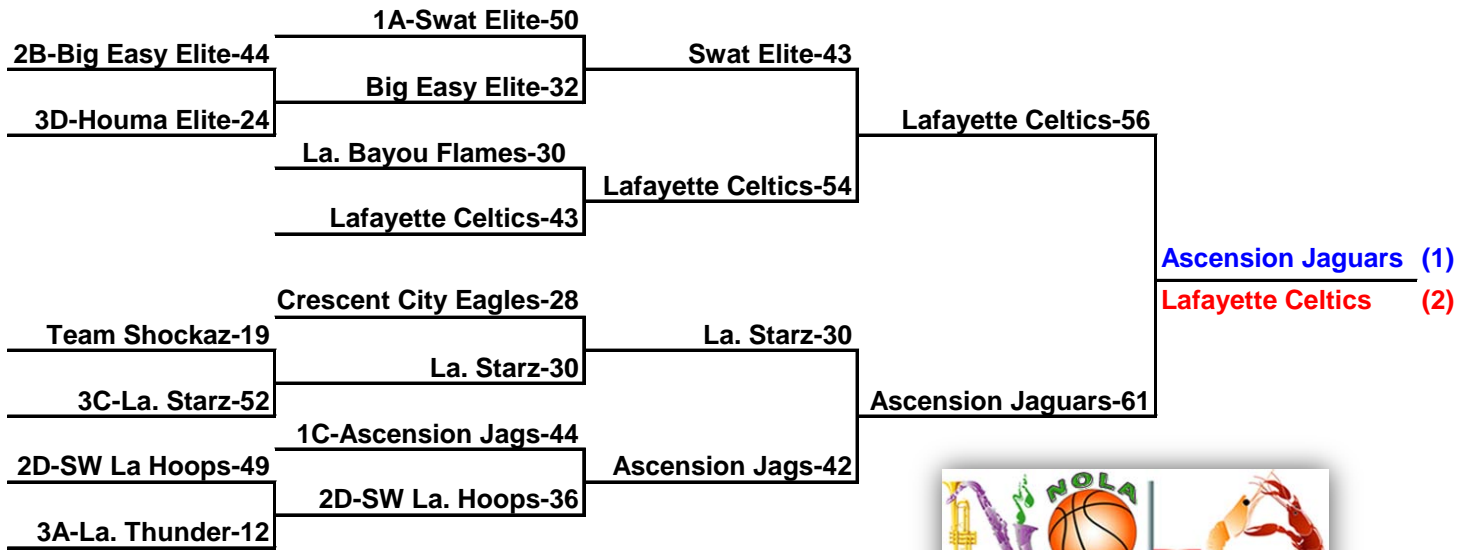 1A-Swat Elite-50
2B-Big Easy Elite-44
Swat Elite-43
Big Easy Elite-32
3D-Houma Elite-24
Lafayette Celtics-56
La. Bayou Flames-30
Lafayette Celtics-54
Lafayette Celtics-43
Ascension Jaguars (1)
Crescent City Eagles-28
Lafayette Celtics (2)
Team Shockaz-19
La. Starz-30
La. Starz-30
3C-La. Starz-52
Ascension Jaguars-61
1C-Ascension Jags-44
2D-SW La Hoops-49
Ascension Jags-42
2D-SW La. Hoops-36
3A-La. Thunder-12
NOLA